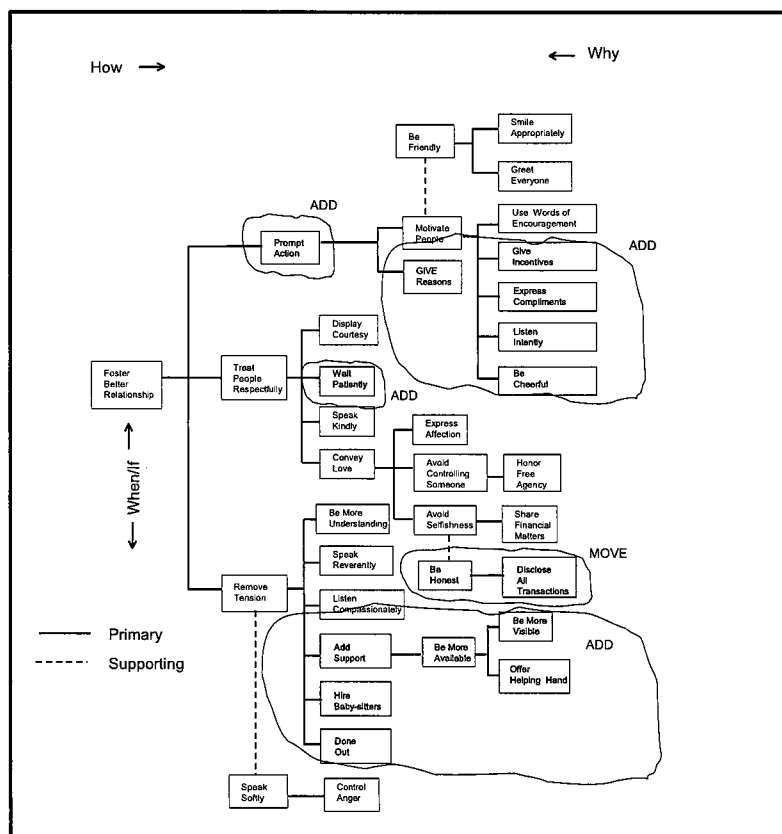 How
Why
Be
Friendly
Smile
Appropriately
Greet
Everyone
ADD
Prompt
Action
Motivate
People
GIVE
Reasons
Use Words of
Encouragement
ADD
Give
Incentives
Express
Compliments
Listen
Intently
Be
Cheerful
Foster
Better
Relationship
Treat
People
Respectfully
Display
Courtesy
Wait
Patiently
ADD
Speak
Kindly
Convey
Love
Express
Affection
Avoid
Controlling
Someone
Honor
Free
Agency
Avoid
Selfishness
Share
Financial
Matters
When/If
Be More
Understanding
Speak
Reverently
MOVE
Be
Honest
Disclose
All
Transactions
Remove
Tension
Listen
Compassionately
Primary
Supporting
Add
Support
Be More
Available
Be More
Visible
ADD
Offer
Helping Hand
Hire
Baby-sitters
Done
Out
Speak
Softly
Control
Anger